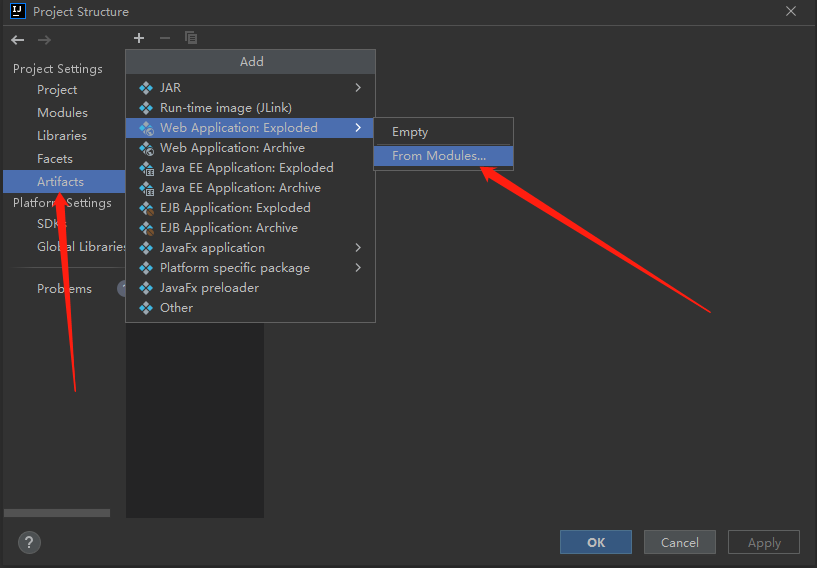 IJ Project Structure
Project Settings
Project
Modules
Libraries
Facets
Artifacts
Platform Settings
SDKs
Global Libraries
Problems
Add
JAR
Run-time image (JLink)
Web Application: Exploded
Web Application: Archive
Java EE Application: Exploded
Java EE Application: Archive
EJB Application: Exploded
EJB Application: Archive
JavaFx application
Platform specific package
JavaFx preloader
Other
Empty
From Modules...
?
OK
Cancel
Apply